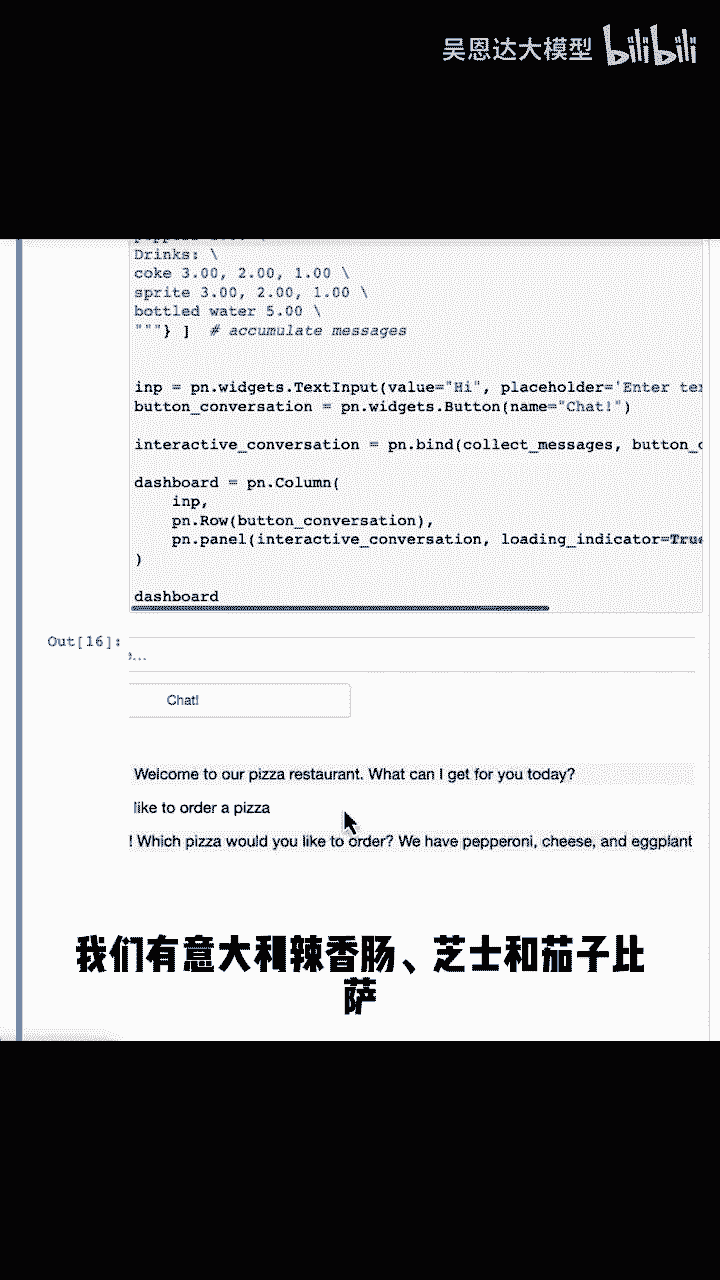 吴恩达大模型 bilibili
Drinks: \
coke 3.00, 2.00, 1.00 \
sprite 3.00, 2.00, 1.00 \
bottled water 5.00 \
"""} ]  # accumulate messages
inp = pn.widgets.TextInput(value="Hi", placeholder='Enter te
button_conversation = pn.widgets.Button(name="Chat!")
interactive_conversation = pn.bind(collect_messages, button_c
dashboard = pn.Column(
inp,
pn.Row(button_conversation),
pn.panel(interactive_conversation, loading_indicator=True
)
dashboard
Out[16]:
...
Chat!
Welcome to our pizza restaurant. What can I get for you today?
like to order a pizza
! Which pizza would you like to order? We have pepperoni, cheese, and eggplant
我们有意大利辣香肠、芝士和茄子比
萨